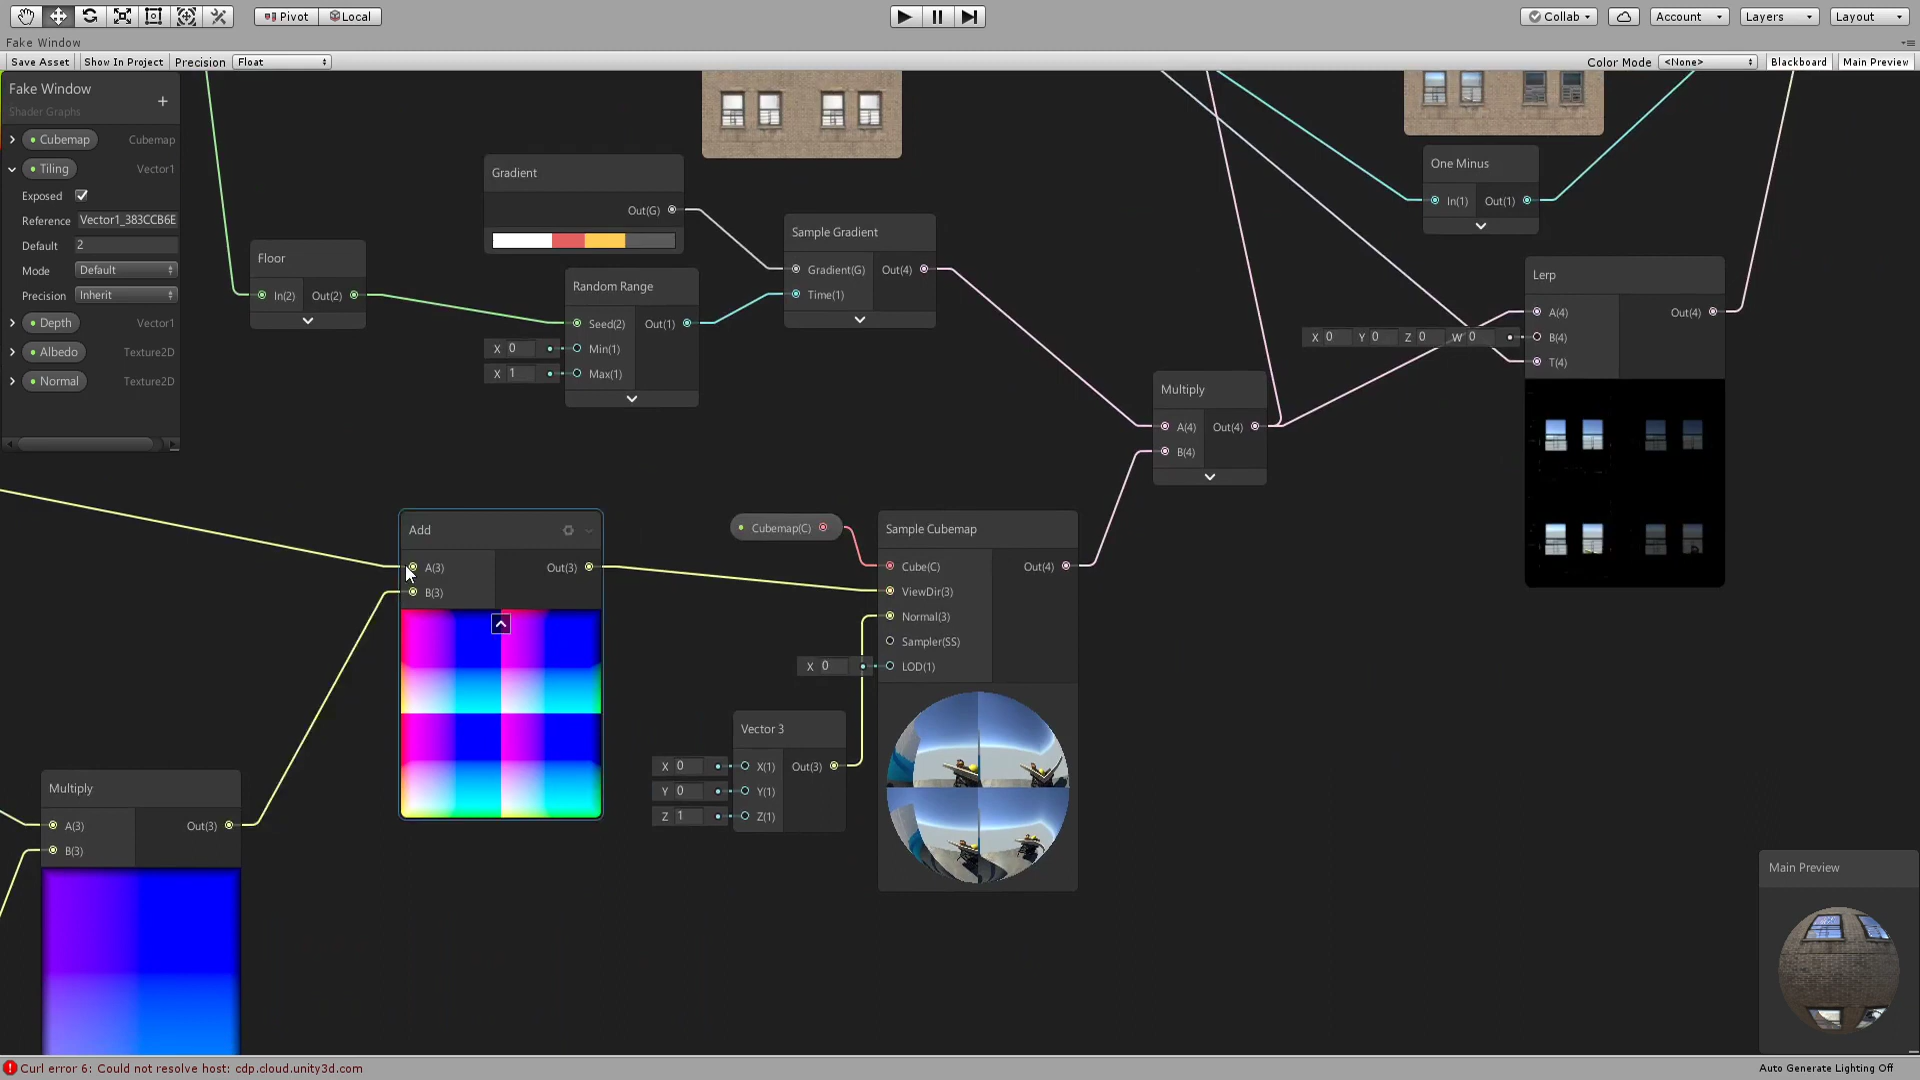 Pivot
Local
Collab
Account
Layers
Layout
Fake Window
Save Asset
Show In Project
Precision
Float
Color Mode
<None>
Blackboard
Main Preview
Fake Window
Shader Graphs
Cubemap
Cubemap
Tiling
Vector1
Exposed
Reference
Vector1_383CCB6E
Default
2
Mode
Default
Precision
Inherit
Depth
Vector1
Albedo
Texture2D
Normal
Texture2D
Floor
In(2)
Out(2)
Gradient
Out(G)
Random Range
Seed(2)
Out(1)
X 0
Min(1)
X 1
Max(1)
Sample Gradient
Gradient(G)
Out(4)
Time(1)
One Minus
In(1)
Out(1)
Lerp
A(4)
Out(4)
X 0 Y 0 Z 0 W 0
B(4)
T(4)
Multiply
A(4)
Out(4)
B(4)
Add
A(3)
Out(3)
B(3)
Cubemap(C)
Sample Cubemap
Cube(C)
Out(4)
ViewDir(3)
Normal(3)
Sampler(SS)
X 0
LOD(1)
Vector 3
X 0
X(1)
Out(3)
Y 0
Y(1)
Z 1
Z(1)
Multiply
A(3)
Out(3)
B(3)
Main Preview
Curl error 6: Could not resolve host: cdp.cloud.unity3d.com
Auto Generate Lighting Off